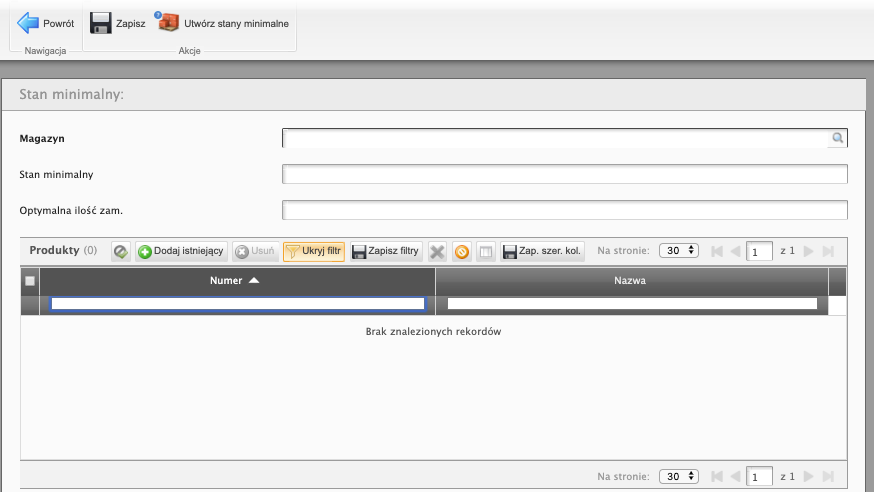 Powrót
Zapisz
Utwórz stany minimalne
Nawigacja
Akcje
Stan minimalny:
Magazyn
Stan minimalny
Optymalna ilość zam.
Produkty (0) Dodaj istniejący Usuń Ukryj filtr Zapisz filtry Zap. szer. kol. Na stronie: 30 1 z 1
Numer Nazwa
Brak znalezionych rekordów
Na stronie: 30 1 z 1